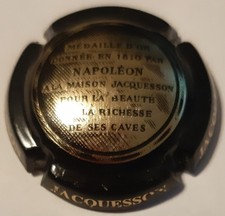 MÉDAILLE D'OR
DONNÉE EN 1810 PAR
NAPOLÉON
A LA MAISON JACQUESSON
POUR LA BEAUTÉ
LA RICHESSE
DE SES CAVES
JACQUESSON